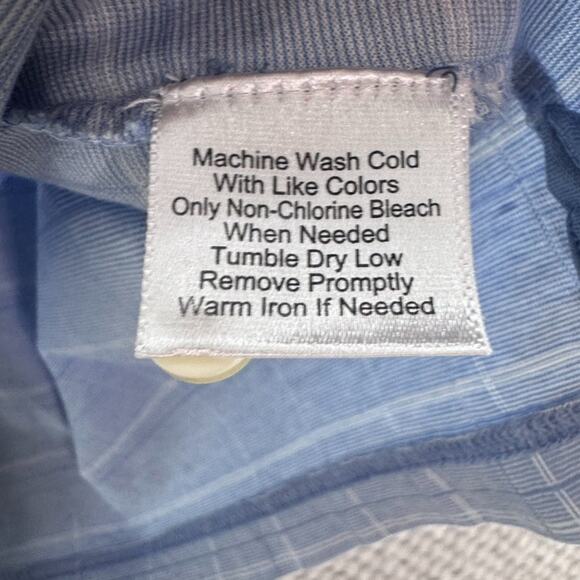 Machine Wash Cold
With Like Colors
Only Non-Chlorine Bleach
When Needed
Tumble Dry Low
Remove Promptly
Warm Iron If Needed